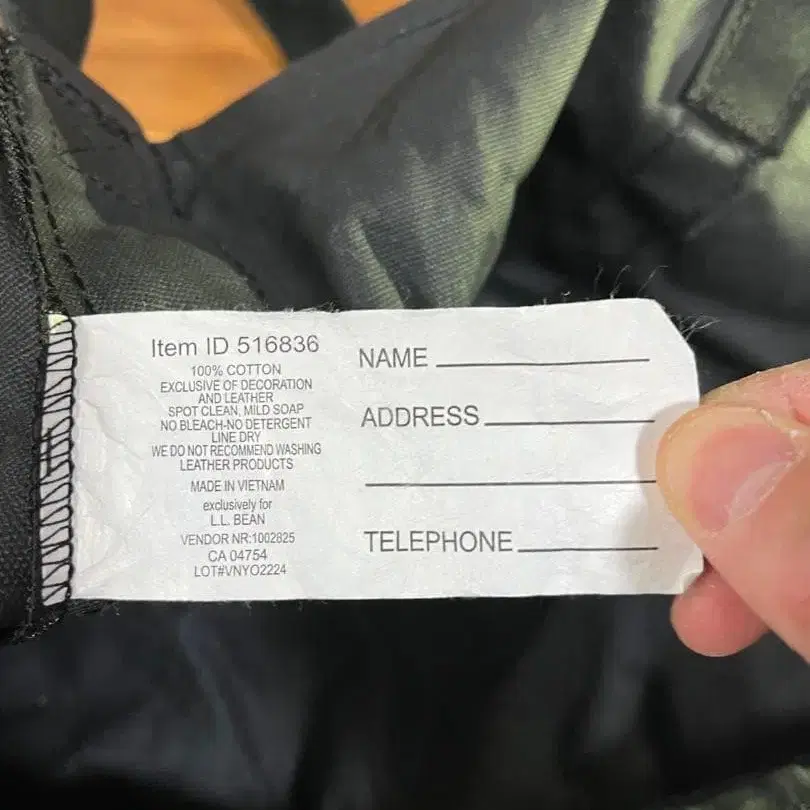 Item ID 516836
100% COTTON
EXCLUSIVE OF DECORATION
AND LEATHER
SPOT CLEAN, MILD SOAP
NO BLEACH-NO DETERGENT
LINE DRY
WE DO NOT RECOMMEND WASHING
LEATHER PRODUCTS
MADE IN VIETNAM
exclusively for
L.L. BEAN
VENDOR NR:1002825
CA 04754
LOT#VNYO2224
NAME
ADDRESS
TELEPHONE